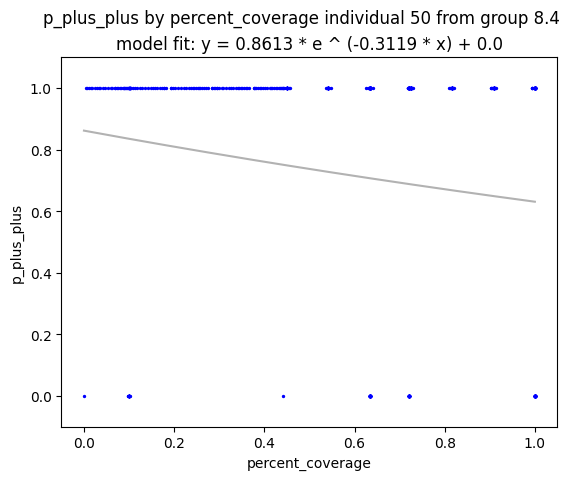 p_plus_plus by percent_coverage individual 50 from group 8.4
model fit: y = 0.8613 * e ^ (-0.3119 * x) + 0.0
1.0
0.8
0.6
0.4
0.2
0.0
p_plus_plus
0.0 0.2 0.4 0.6 0.8 1.0
percent_coverage